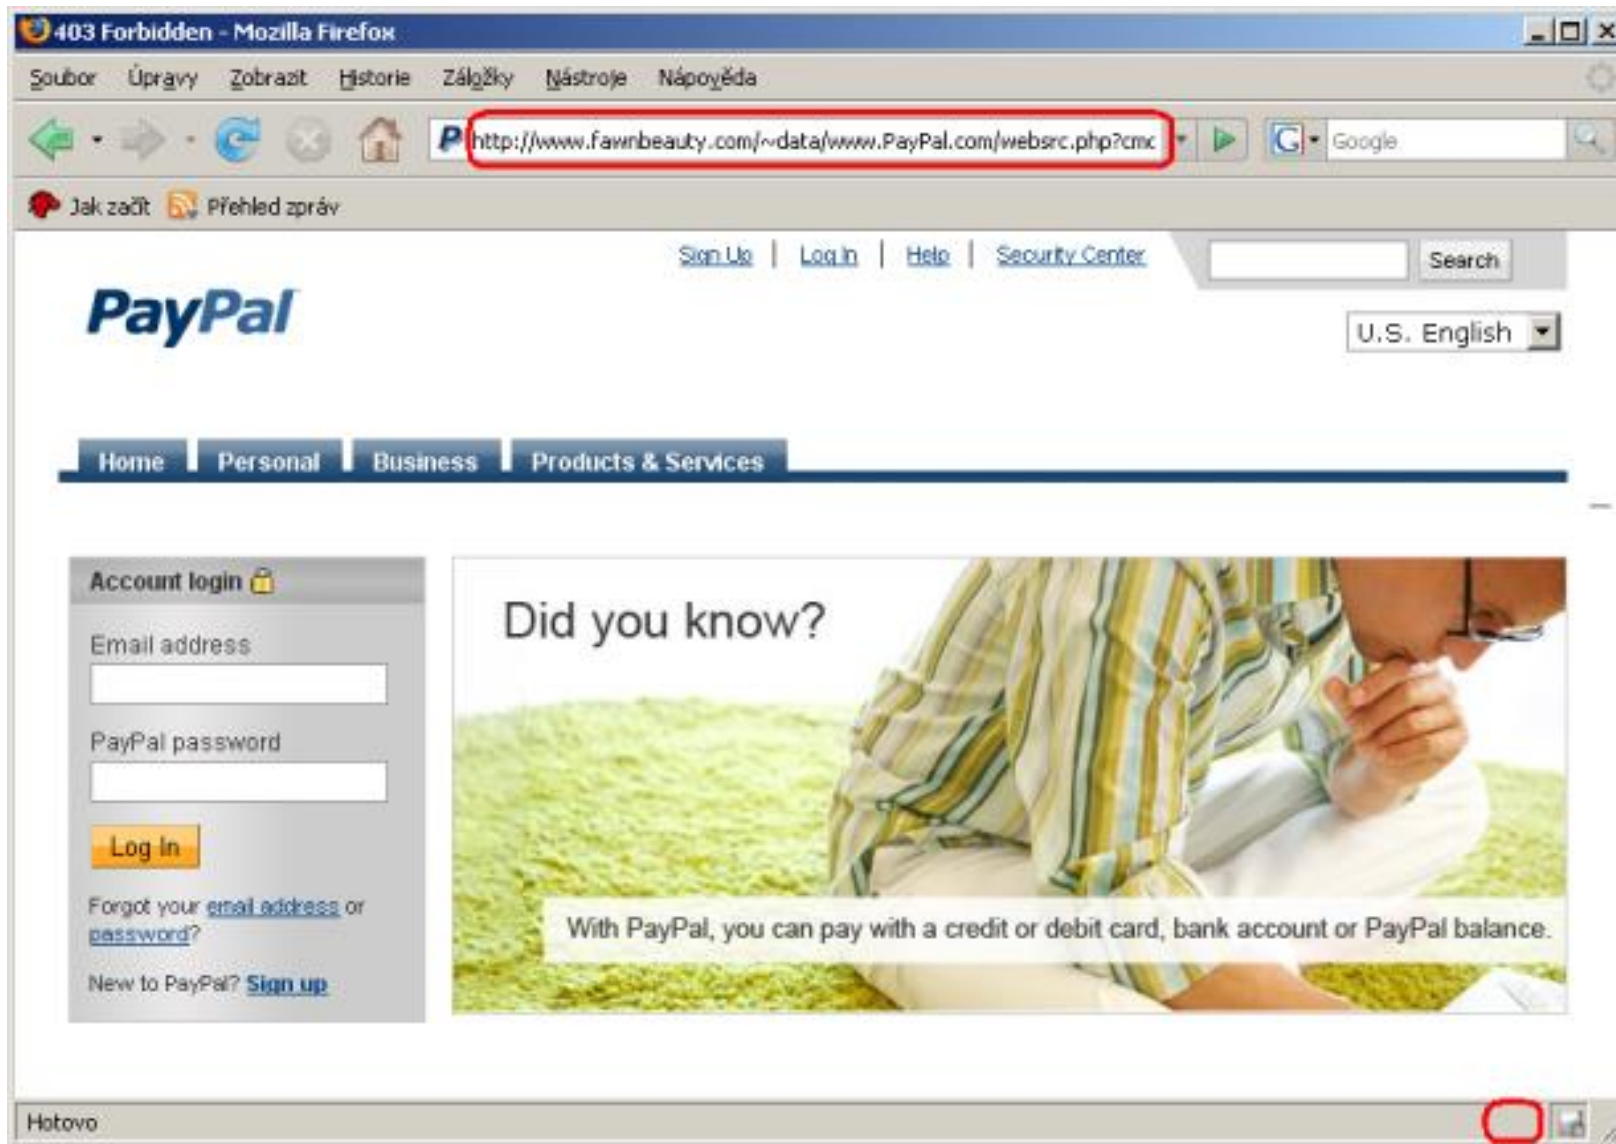 403 Forbidden - Mozilla Firefox
Soubor Úpravy Zobrazit Historie Záložky Nástroje Nápověda
P http://www.fawnbeauty.com/~data/www.PayPal.com/websrc.php?cmd G Google
Jak začít Přehled zpráv
Sign Up | Log In | Help | Security Center Search
PayPal
U.S. English
Home Personal Business Products & Services
Account login
Did you know?
Email address
PayPal password
Log In
Forgot your email address or
password?
With PayPal, you can pay with a credit or debit card, bank account or PayPal balance.
New to PayPal? Sign up
Hotovo